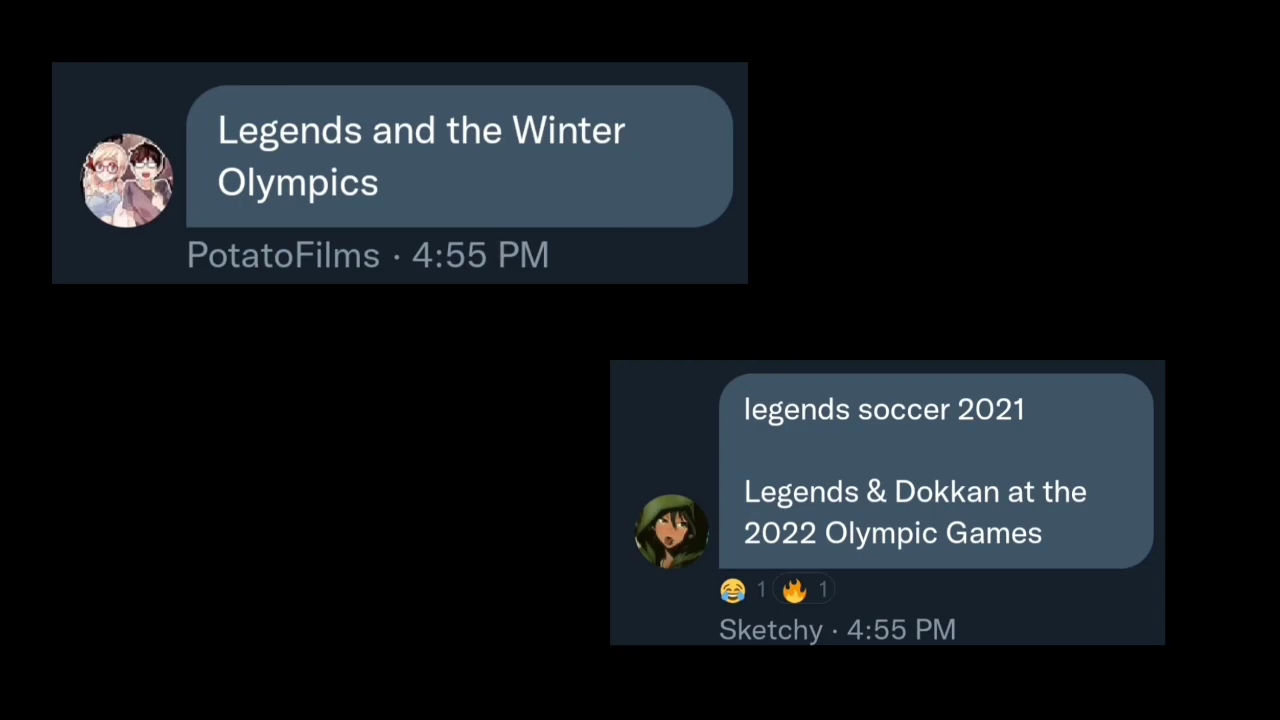 Legends and the Winter
Olympics
PotatoFilms · 4:55 PM
legends soccer 2021
Legends & Dokkan at the
2022 Olympic Games
😂 1 🔥 1
Sketchy · 4:55 PM